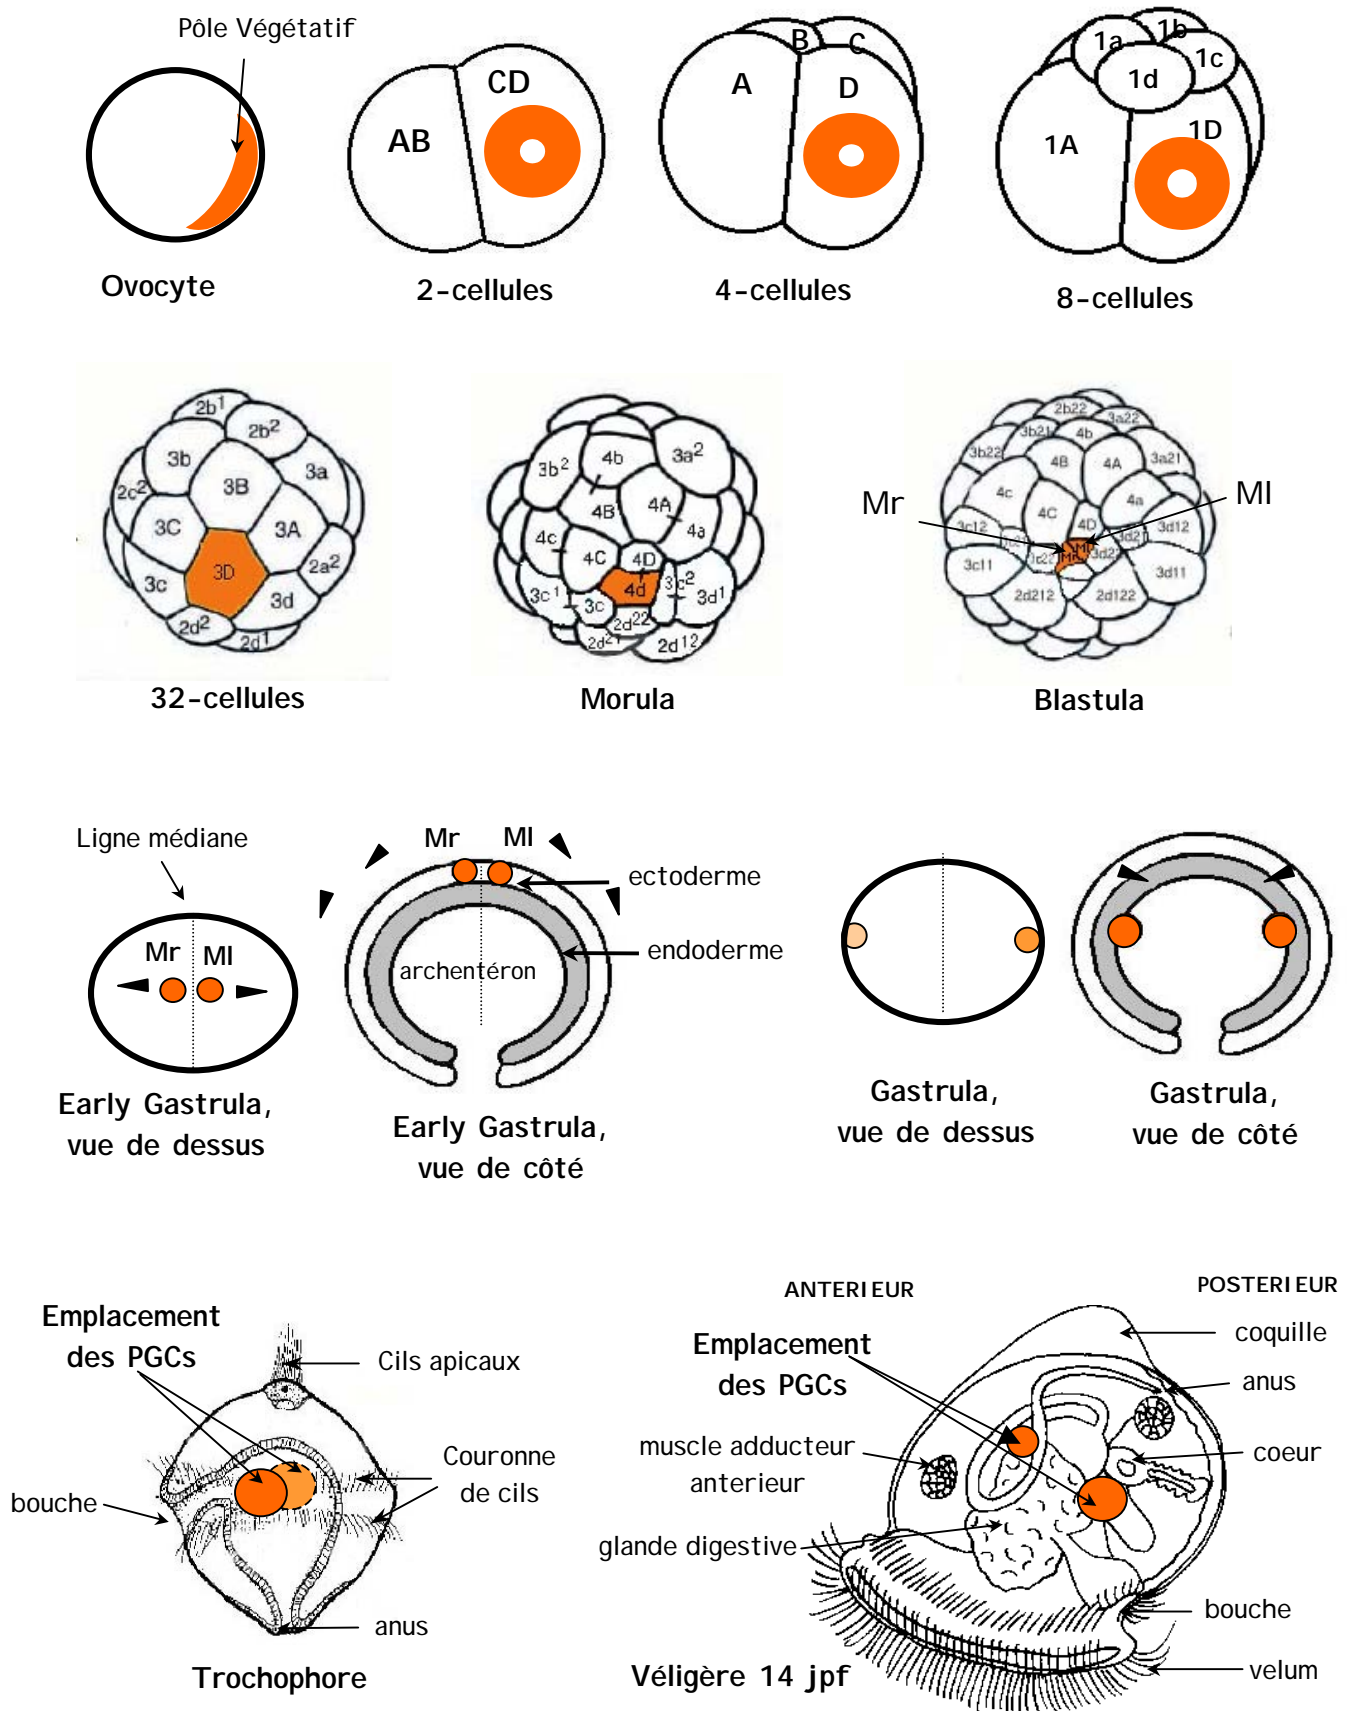 Pôle Végétatif
AB
CD
A
B
C
D
1a
1b
1c
1d
1A
1D
Ovocyte
2-cellules
4-cellules
8-cellules
2b¹
2b²
3b
3a
2c²
3B
3C
3A
3D
2a²
3c
3d
2d²
2d¹
32-cellules
3b²
4b
3a²
4B
4A
4a
4c
4C
4D
4d
3c²
3c¹
3c
3d¹
2d²²
2d²¹
2d¹²
Morula
2b22
3a22
3b21
4b
3b22
4B
4A
3a21
4c
4a
4C
4D
3c12
3d12
3d21
Mr
Ml
3c22
3d22
3c11
3d11
2d212
2d122
Mr
Ml
Blastula
Ligne médiane
Mr
Ml
Mr
Ml
ectoderme
endoderme
archentéron
Early Gastrula,
vue de dessus
Early Gastrula,
vue de côté
Gastrula,
vue de dessus
Gastrula,
vue de côté
Emplacement
des PGCs
Cils apicaux
Couronne
de cils
bouche
anus
Trochophore
ANTERIEUR
POSTERIEUR
Emplacement
des PGCs
coquille
anus
muscle adducteur
anterieur
coeur
glande digestive
bouche
velum
Véligère 14 jpf